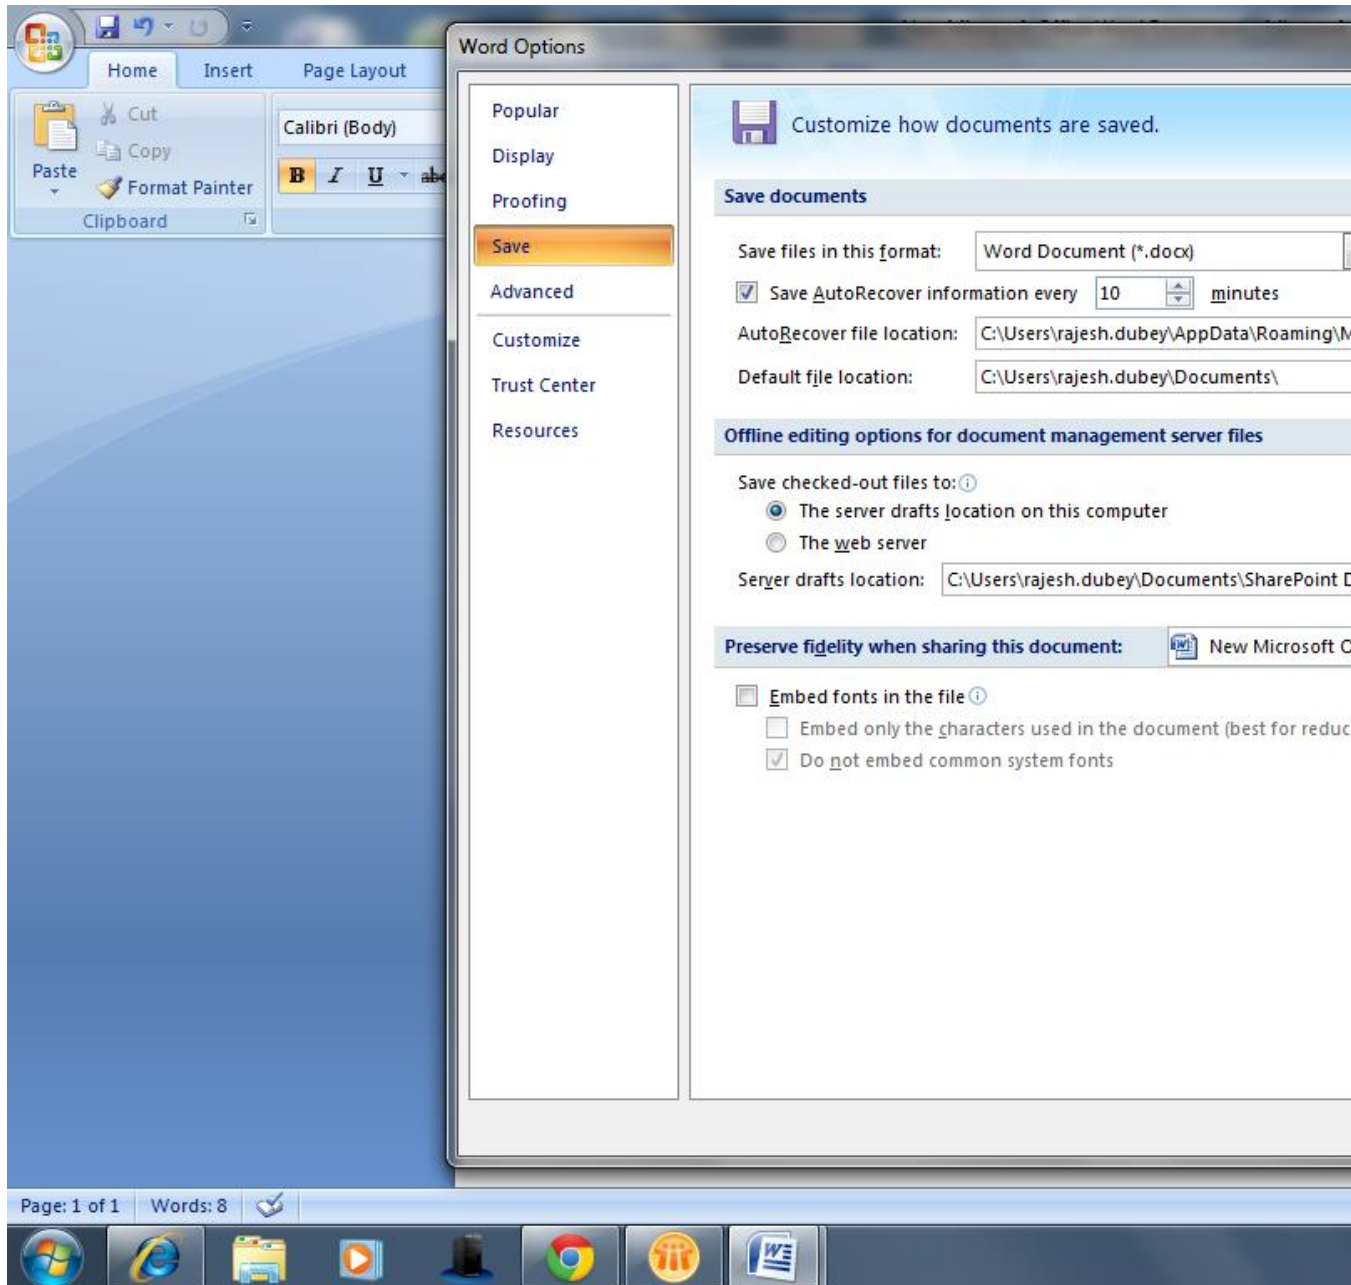 Word Options
Home Insert Page Layout
Cut
Copy
Paste
Format Painter
Clipboard
Calibri (Body)
B I U abc
Popular
Display
Proofing
Save
Advanced
Customize
Trust Center
Resources
Customize how documents are saved.
Save documents
Save files in this format: Word Document (*.docx)
Save AutoRecover information every 10 minutes
AutoRecover file location: C:\Users\rajesh.dubey\AppData\Roaming\M
Default file location: C:\Users\rajesh.dubey\Documents\
Offline editing options for document management server files
Save checked-out files to:
The server drafts location on this computer
The web server
Server drafts location: C:\Users\rajesh.dubey\Documents\SharePoint D
Preserve fidelity when sharing this document: New Microsoft O
Embed fonts in the file
Embed only the characters used in the document (best for reduc
Do not embed common system fonts
Page: 1 of 1 Words: 8